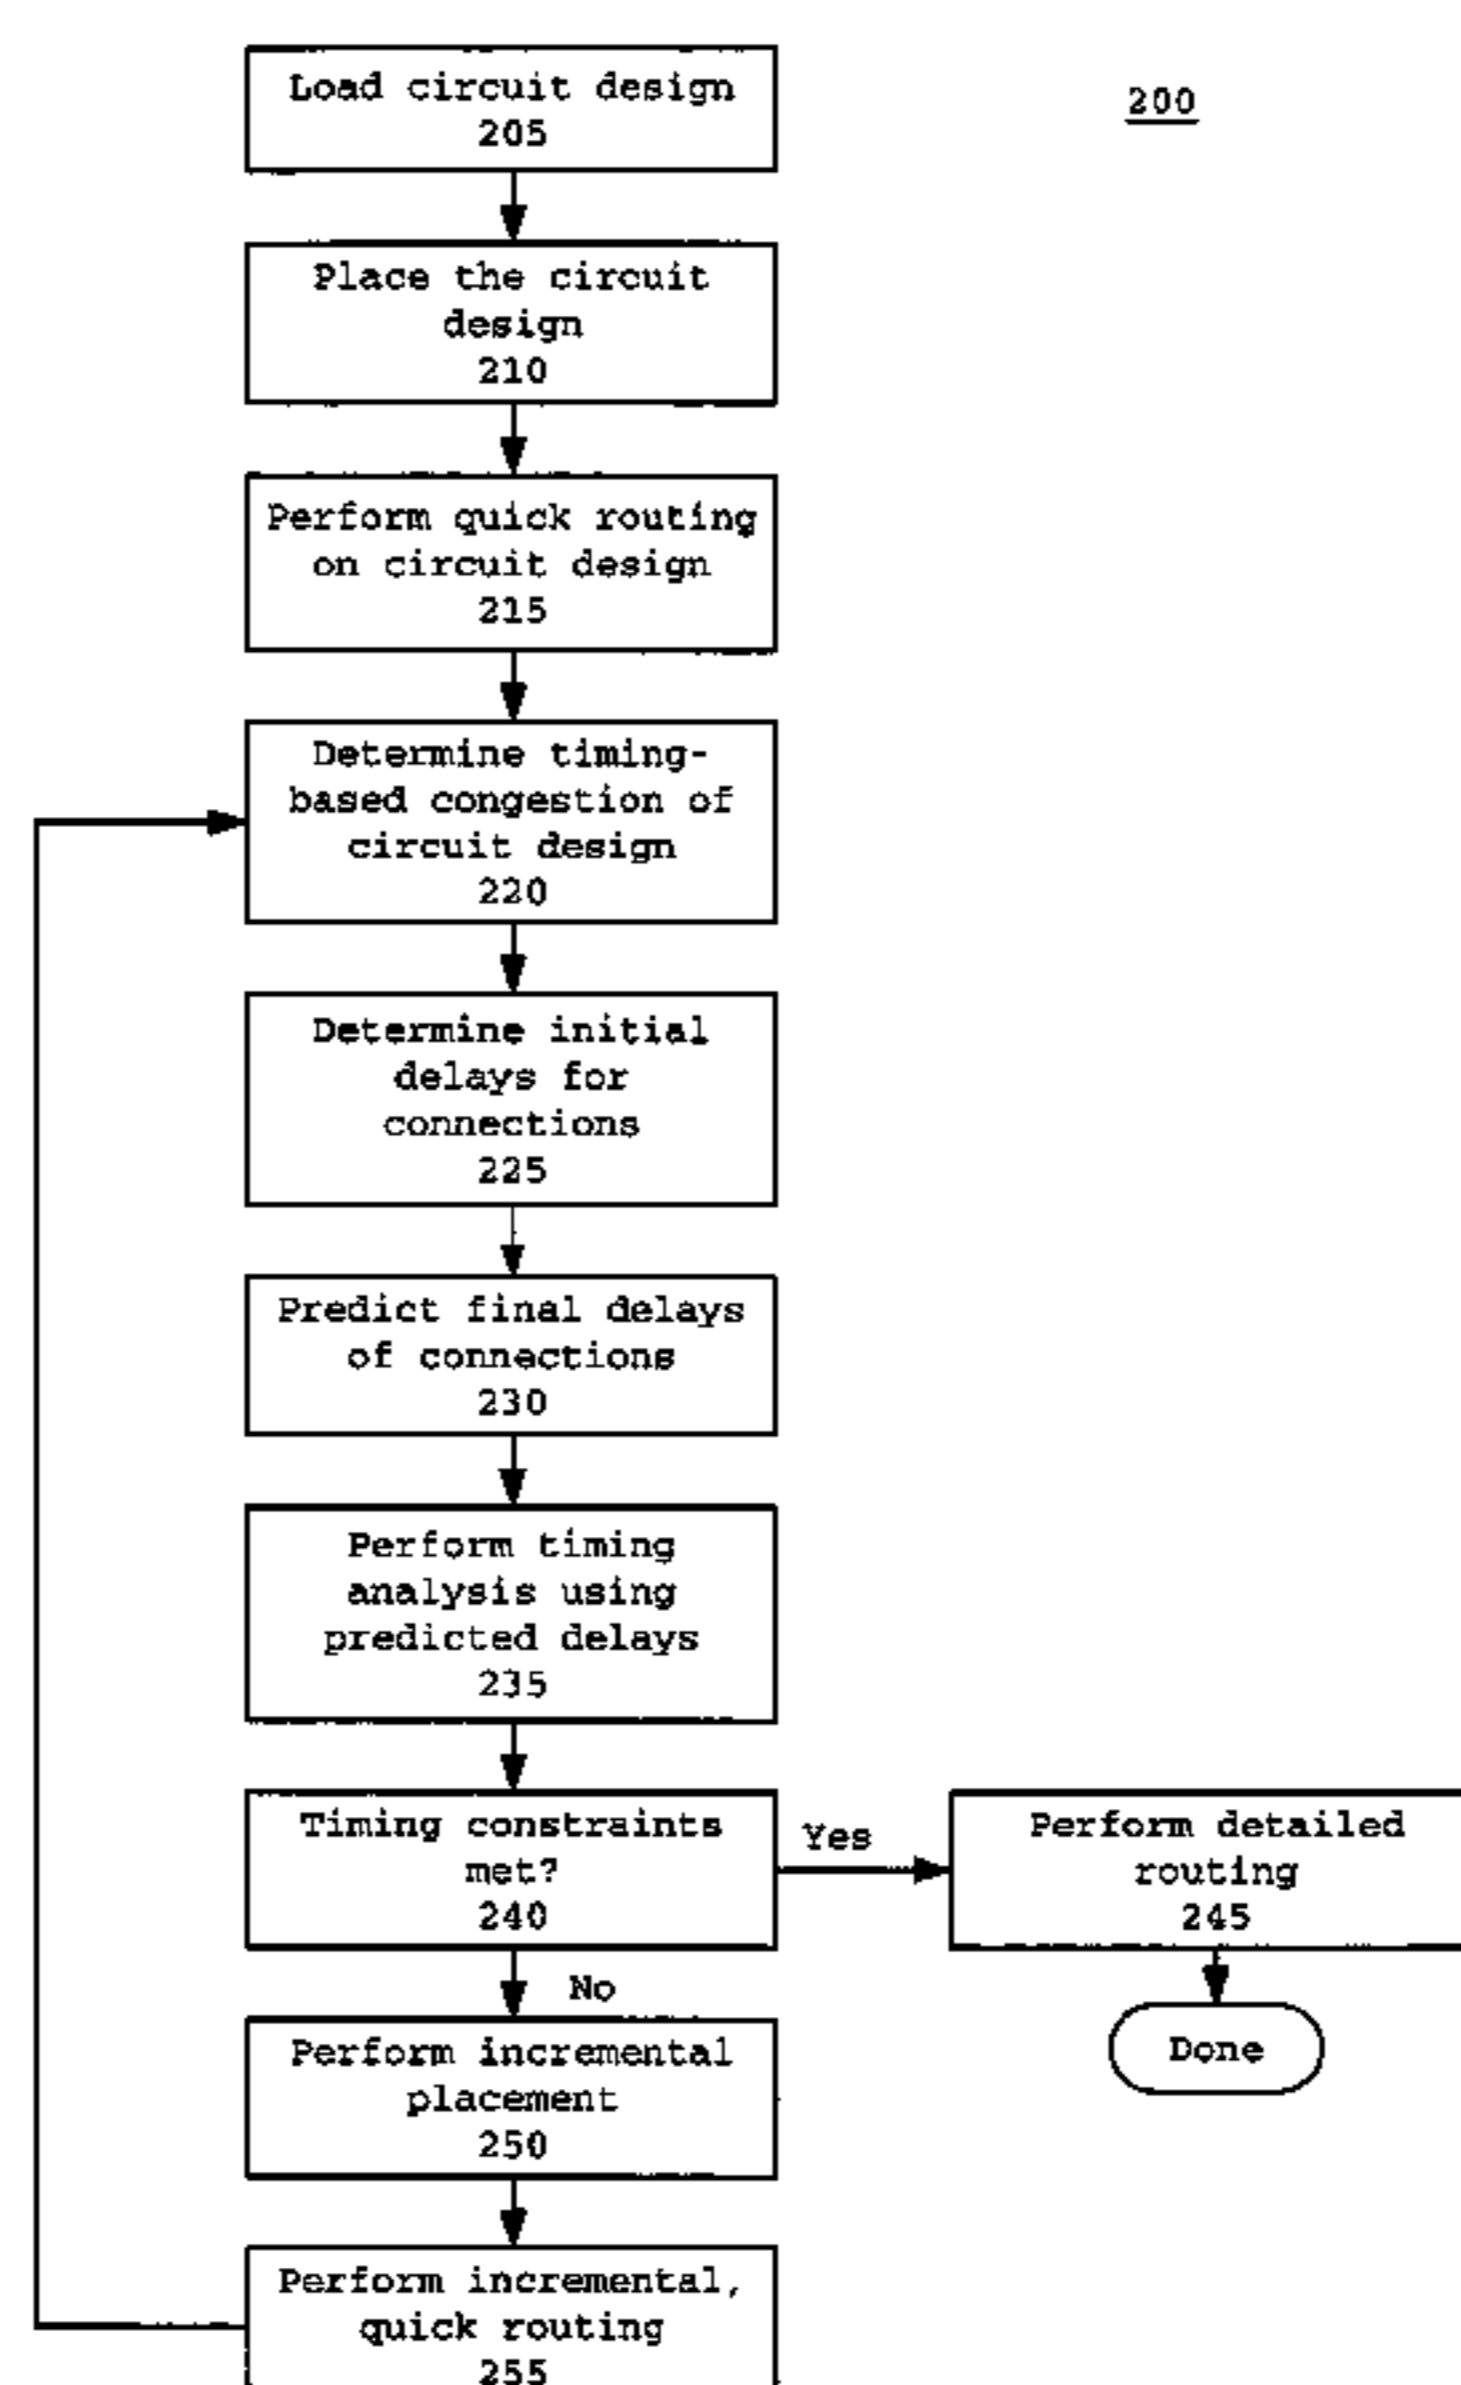 Load circuit design
205
200
Place the circuit
design
210
Perform quick routing
on circuit design
215
Determine timing-
based congestion of
circuit design
220
Determine initial
delays for
connections
225
Predict final delays
of connections
230
Perform timing
analysis using
predicted delays
235
Timing constraints
met?
240
Yes
Perform detailed
routing
245
No
Done
Perform incremental
placement
250
Perform incremental,
quick routing
255